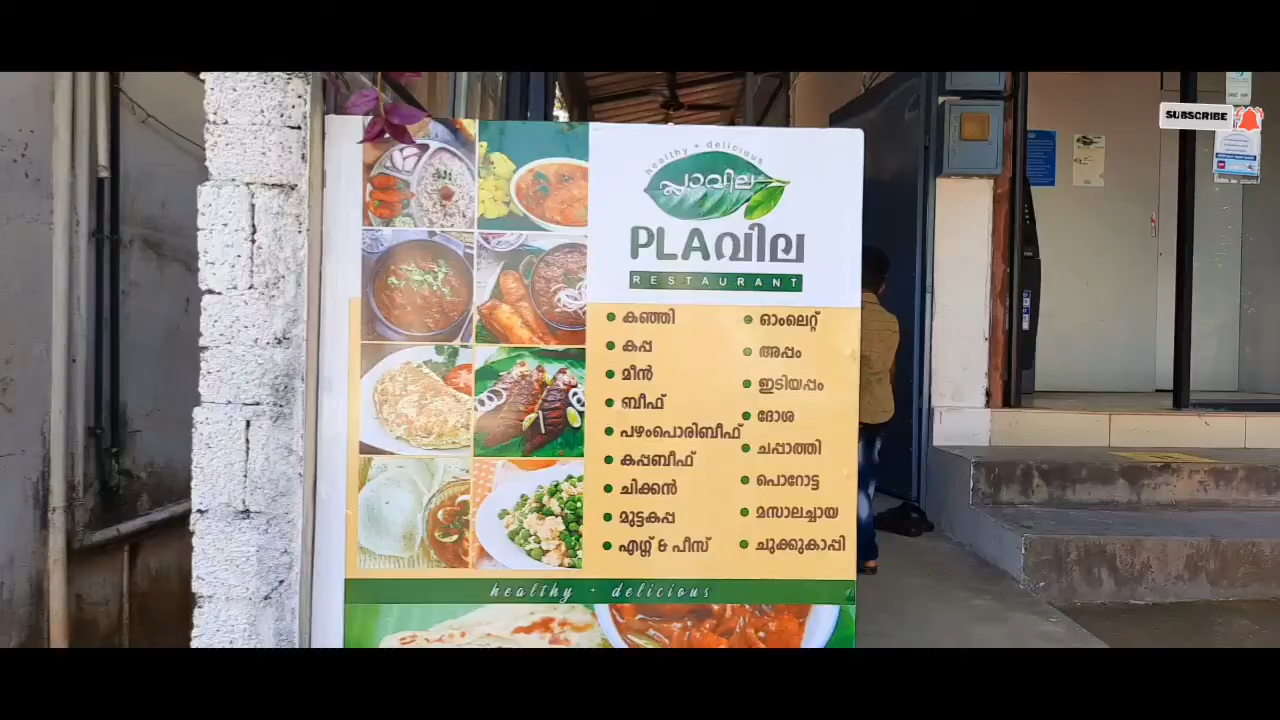 SUBSCRIBE
healthy + delicious
പ്ലാവില
PLAവില
RESTAURANT
കഞ്ഞി
കപ്പ
മീൻ
ബീഫ്
പഴംപൊരിബീഫ്
കപ്പബീഫ്
ചിക്കൻ
മുട്ടകപ്പ
എഗ്ഗ് & പീസ്
ഓംലെറ്റ്
അപ്പം
ഇടിയപ്പം
ദോശ
ചപ്പാത്തി
പൊറോട്ട
മസാലച്ചായ
ചുക്കുകാപ്പി
healthy + delicious